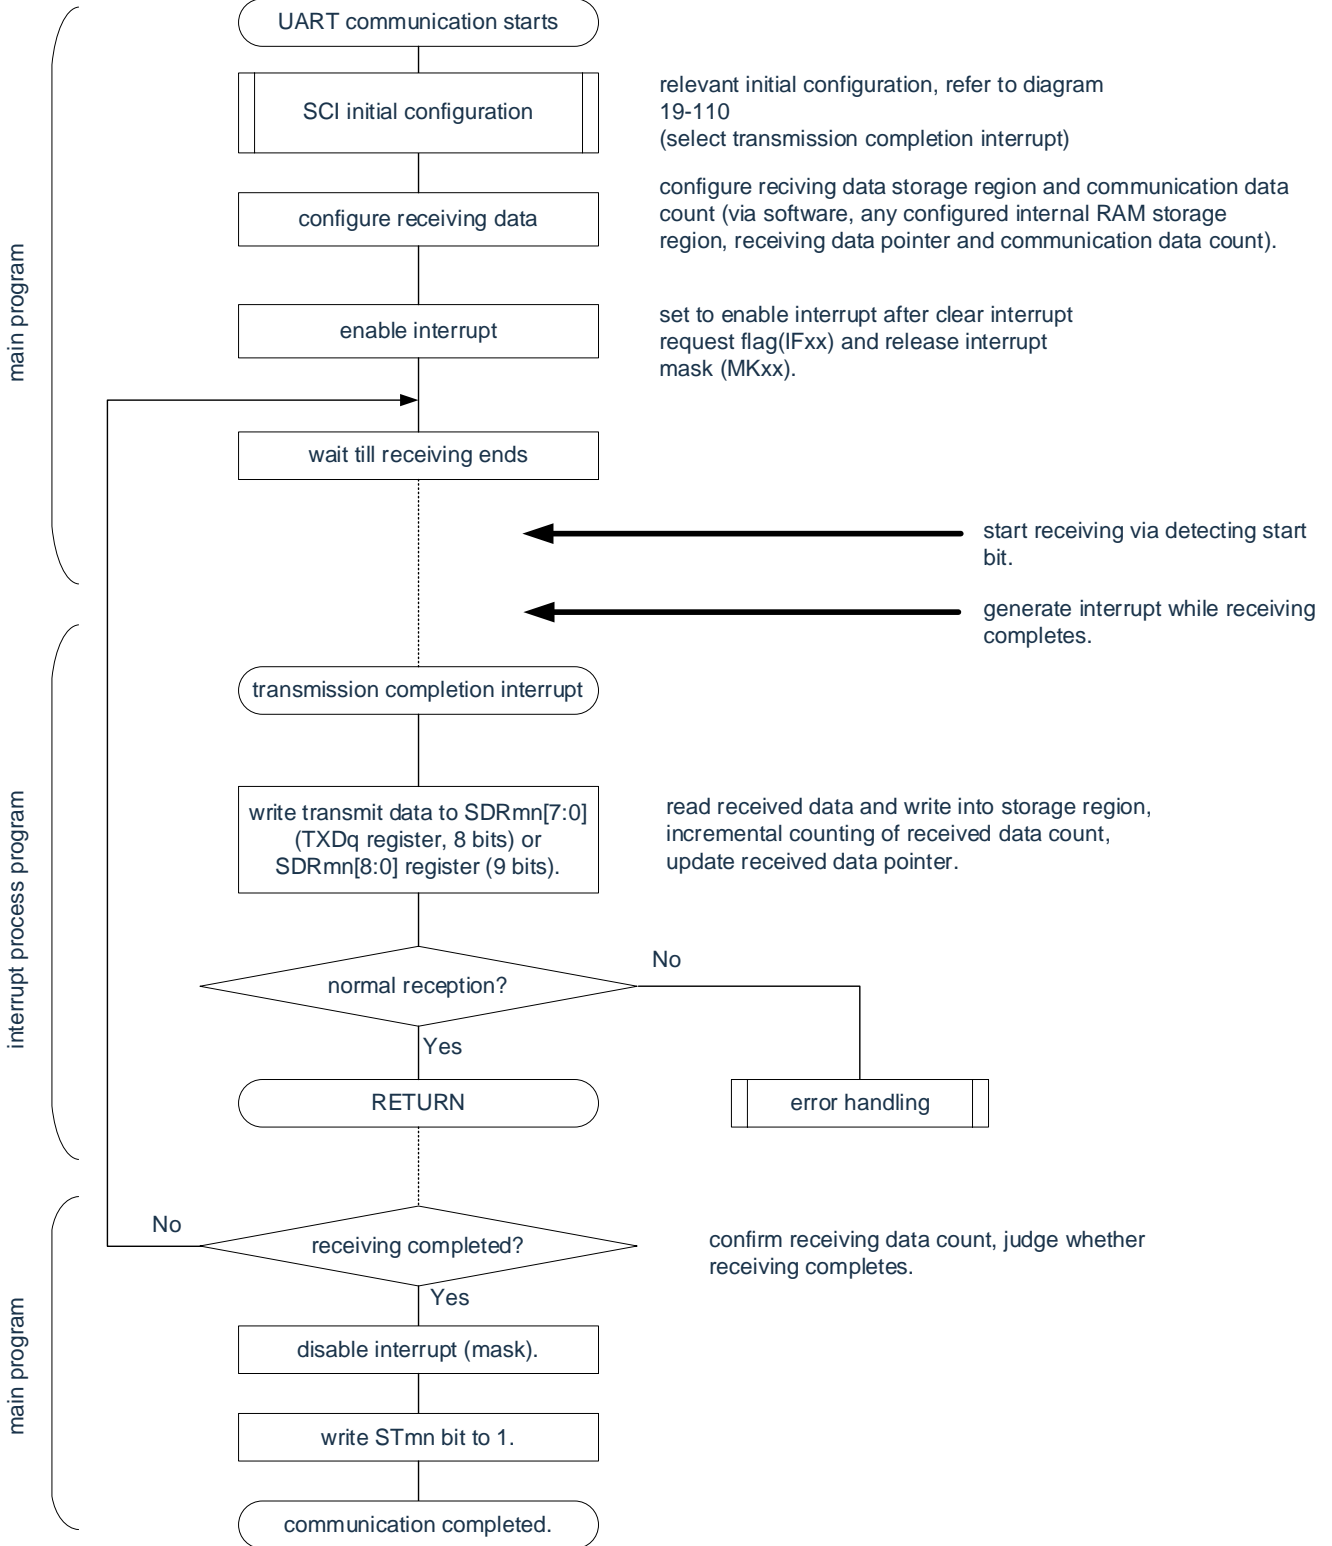 UART communication starts
SCI initial configuration
relevant initial configuration, refer to diagram
19-110
(select transmission completion interrupt)
configure receiving data
configure reciving data storage region and communication data
count (via software, any configured internal RAM storage
region, receiving data pointer and communication data count).
main program
enable interrupt
set to enable interrupt after clear interrupt
request flag(IFxx) and release interrupt
mask (MKxx).
wait till receiving ends
start receiving via detecting start
bit.
generate interrupt while receiving
completes.
transmission completion interrupt
write transmit data to SDRmn[7:0]
(TXDq register, 8 bits) or
SDRmn[8:0] register (9 bits).
read received data and write into storage region,
incremental counting of received data count,
update received data pointer.
interrupt process program
normal reception?
No
Yes
RETURN
error handling
No
receiving completed?
confirm receiving data count, judge whether
receiving completes.
Yes
main program
disable interrupt (mask).
write STmn bit to 1.
communication completed.